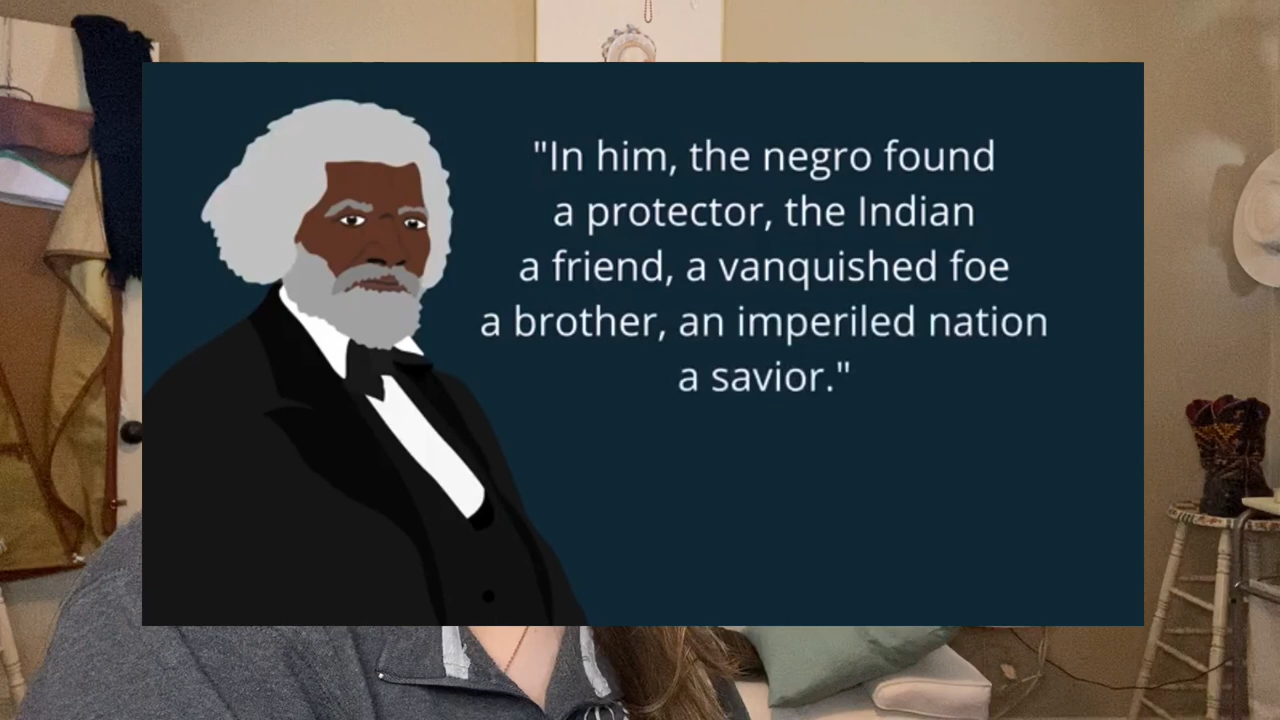 "In him, the negro found
a protector, the Indian
a friend, a vanquished foe
a brother, an imperiled nation
a savior."